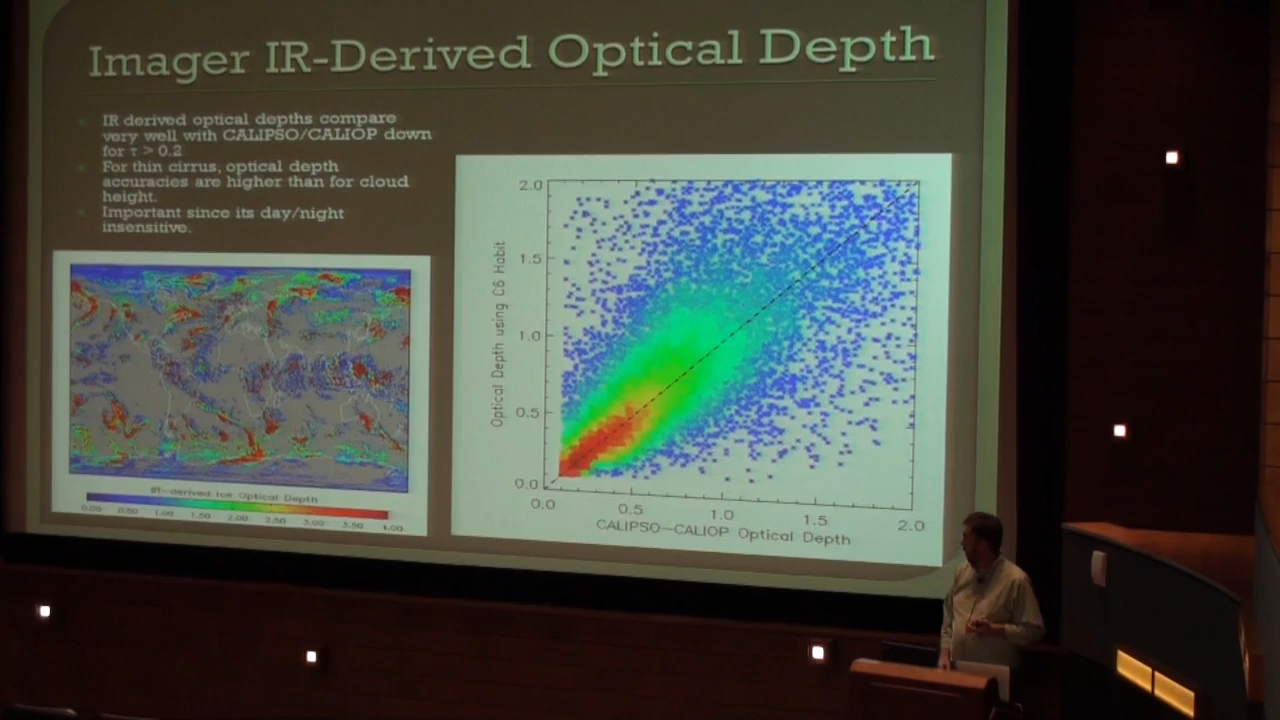 Imager IR-Derived Optical Depth
IR derived optical depths compare
very well with CALIPSO/CALIOP down
for τ > 0.2
For thin cirrus, optical depth
accuracies are higher than for cloud
height.
Important since its day/night
insensitive.
IR-derived Ice Optical Depth
0.00 0.50 1.00 1.50 2.00 2.50 3.00 3.50 4.00
Optical Depth using C6 Habit
2.0
1.5
1.0
0.5
0.0
0.0 0.5 1.0 1.5 2.0
CALIPSO-CALIOP Optical Depth